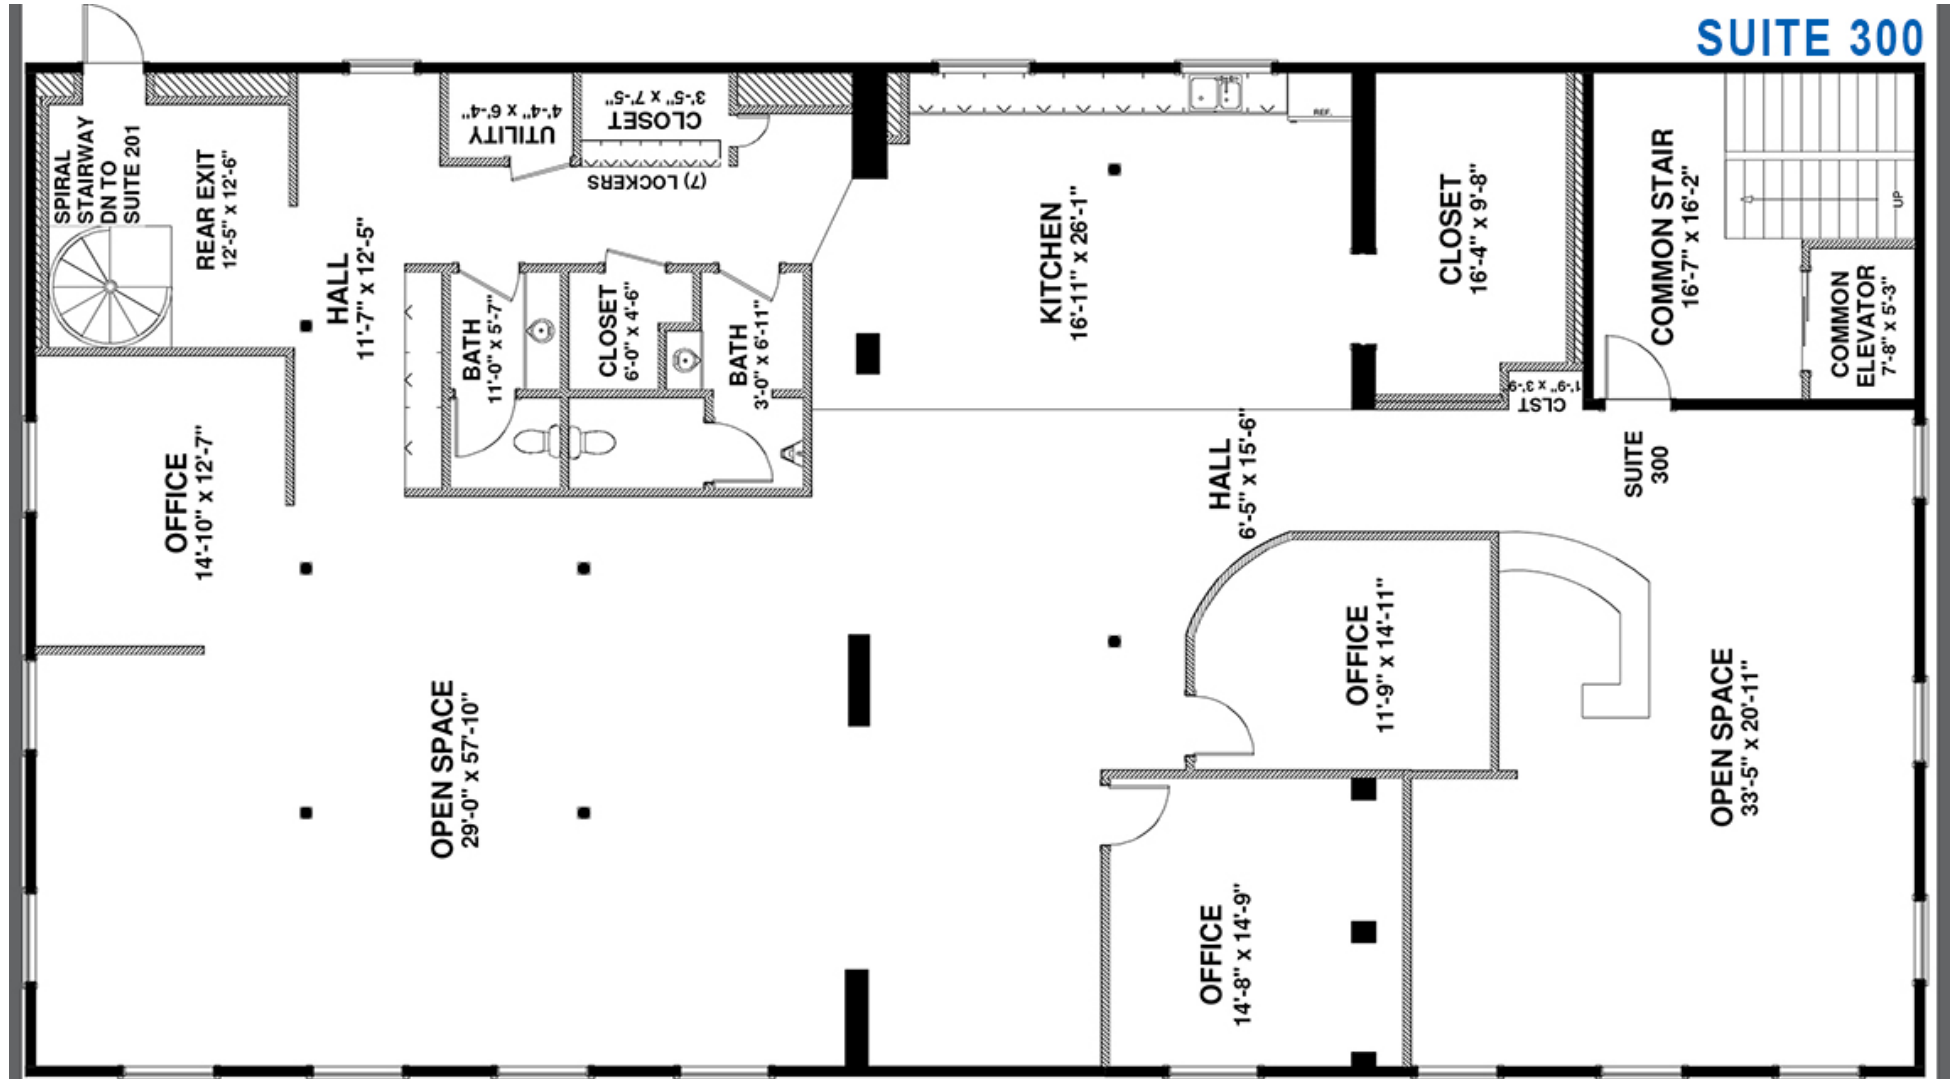 SUITE 300
SPIRAL
STAIRWAY
DN TO
SUITE 201
REAR EXIT
12'-5" x 12'-6"
HALL
11'-7" x 12'-5"
UTILITY
4'-4" x 6'-4"
CLOSET
3'-5" x 7'-5"
(7) LOCKERS
BATH
11'-0" x 5'-7"
CLOSET
6'-0" x 4'-6"
BATH
3'-0" x 6'-11"
KITCHEN
16'-11" x 26'-1"
REF.
CLOSET
16'-4" x 9'-8"
CLST
1'-9" x 3'-9"
COMMON STAIR
16'-7" x 16'-2"
UP
COMMON
ELEVATOR
7'-8" x 5'-3"
OFFICE
14'-10" x 12'-7"
HALL
6'-5" x 15'-6"
SUITE
300
OFFICE
11'-9" x 14'-11"
OPEN SPACE
29'-0" x 57'-10"
OPEN SPACE
33'-5" x 20'-11"
OFFICE
14'-8" x 14'-9"